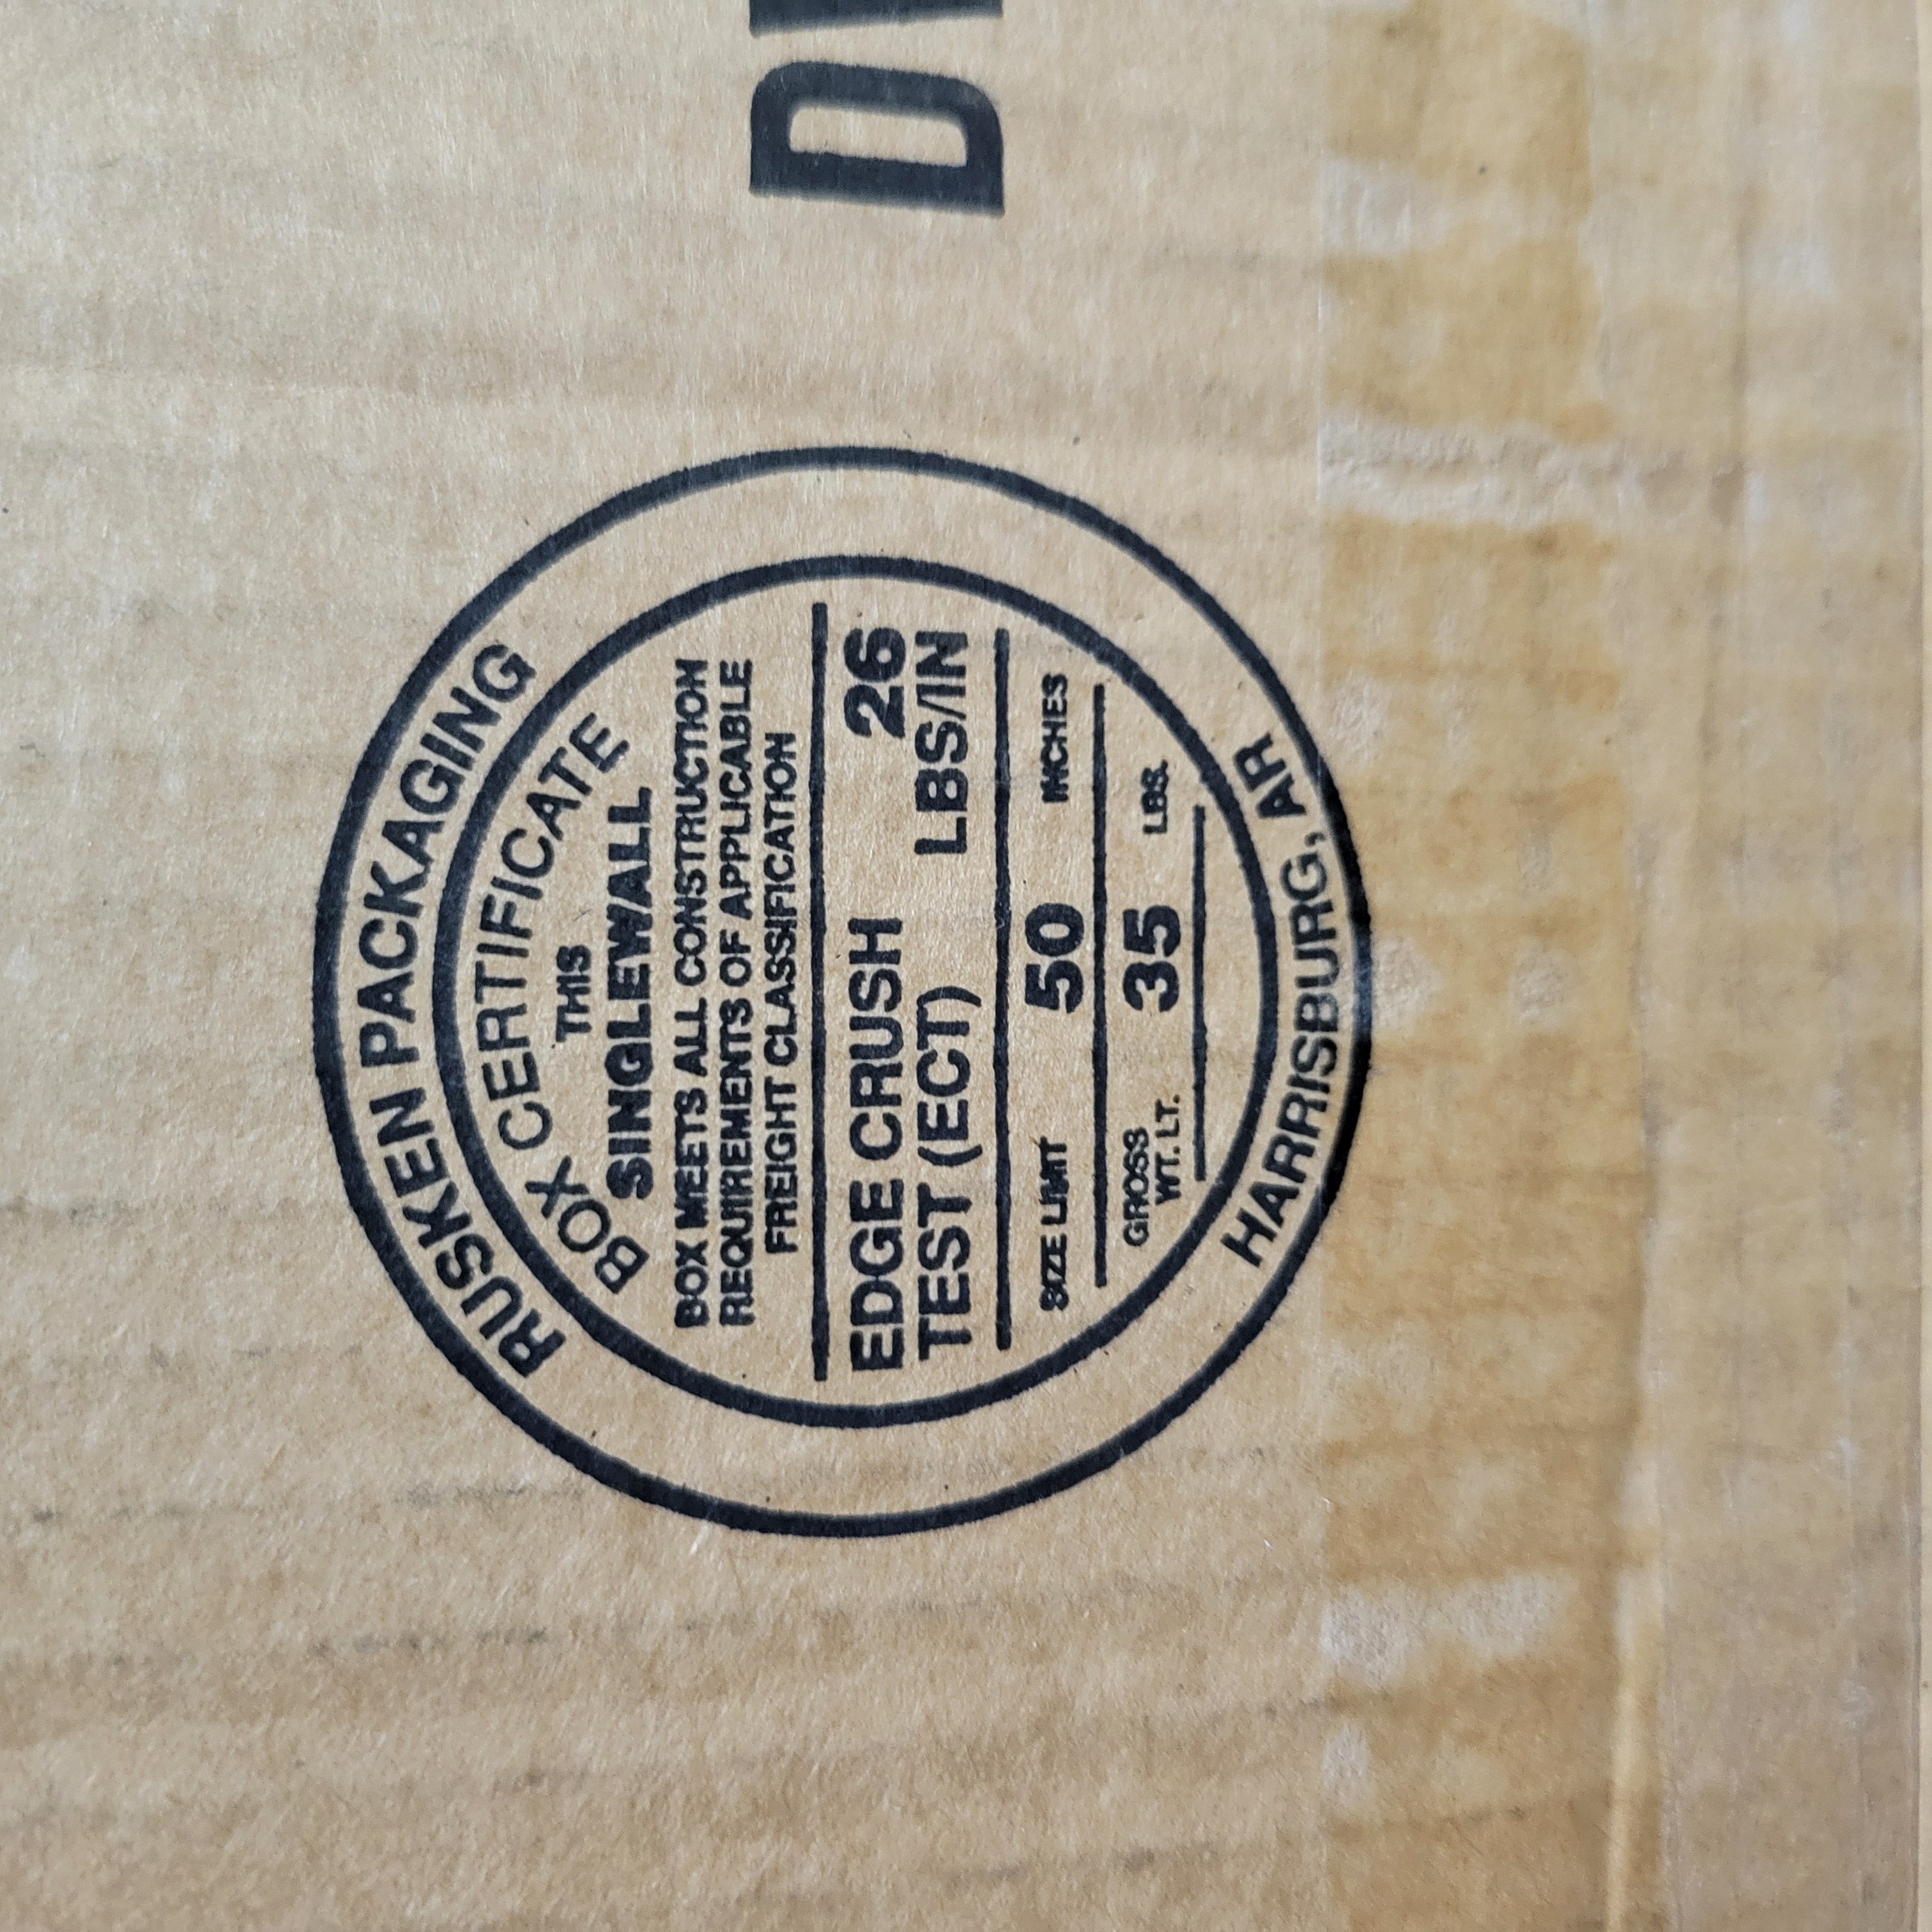 RUSKEN PACKAGING
BOX CERTIFICATE
THIS
SINGLEWALL
BOX MEETS ALL CONSTRUCTION
REQUIREMENTS OF APPLICABLE
FREIGHT CLASSIFICATION
EDGE CRUSH 26
TEST (ECT) LBS/IN
SIZE LIMIT 50 INCHES
GROSS
WT. LT. 35 LBS.
HARRISBURG, AR